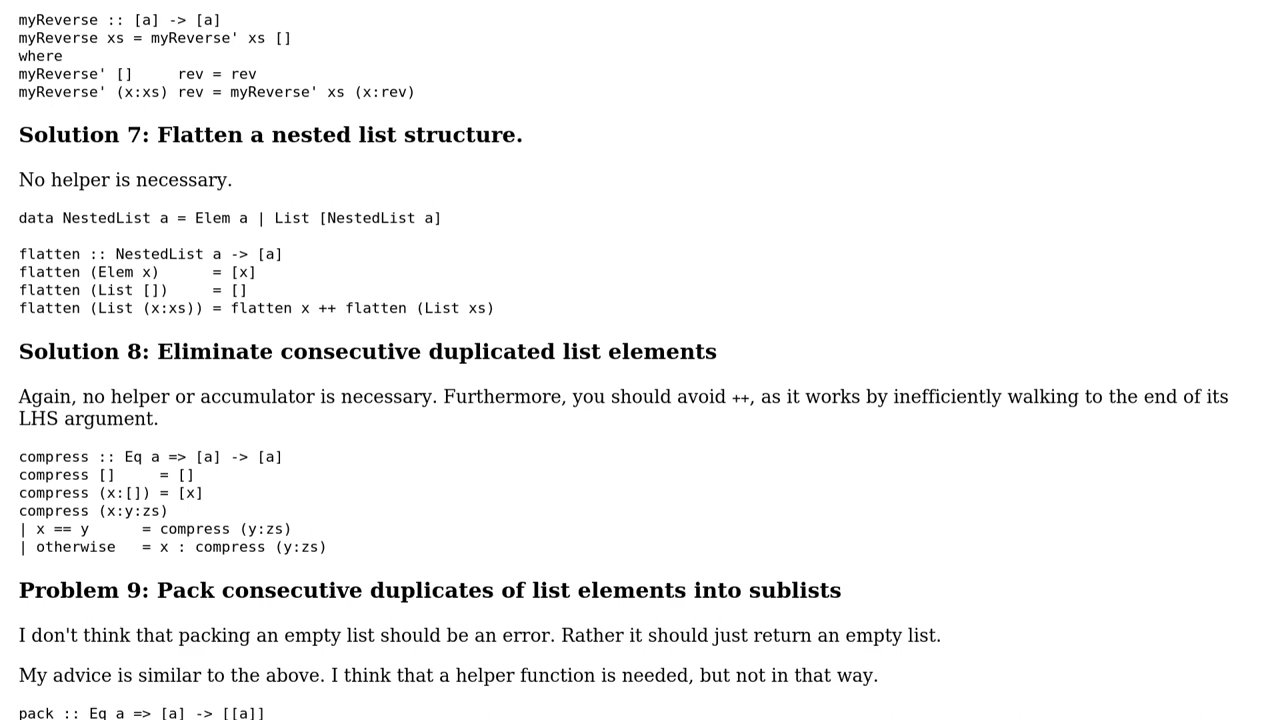 myReverse :: [a] -> [a]
myReverse xs = myReverse' xs []
where
myReverse' []     rev = rev
myReverse' (x:xs) rev = myReverse' xs (x:rev)
Solution 7: Flatten a nested list structure.
No helper is necessary.
data NestedList a = Elem a | List [NestedList a]
flatten :: NestedList a -> [a]
flatten (Elem x)      = [x]
flatten (List [])     = []
flatten (List (x:xs)) = flatten x ++ flatten (List xs)
Solution 8: Eliminate consecutive duplicated list elements
Again, no helper or accumulator is necessary. Furthermore, you should avoid ++, as it works by inefficiently walking to the end of its
LHS argument.
compress :: Eq a => [a] -> [a]
compress []     = []
compress (x:[]) = [x]
compress (x:y:zs)
| x == y      = compress (y:zs)
| otherwise   = x : compress (y:zs)
Problem 9: Pack consecutive duplicates of list elements into sublists
I don't think that packing an empty list should be an error. Rather it should just return an empty list.
My advice is similar to the above. I think that a helper function is needed, but not in that way.
pack :: Eq a => [a] -> [[a]]